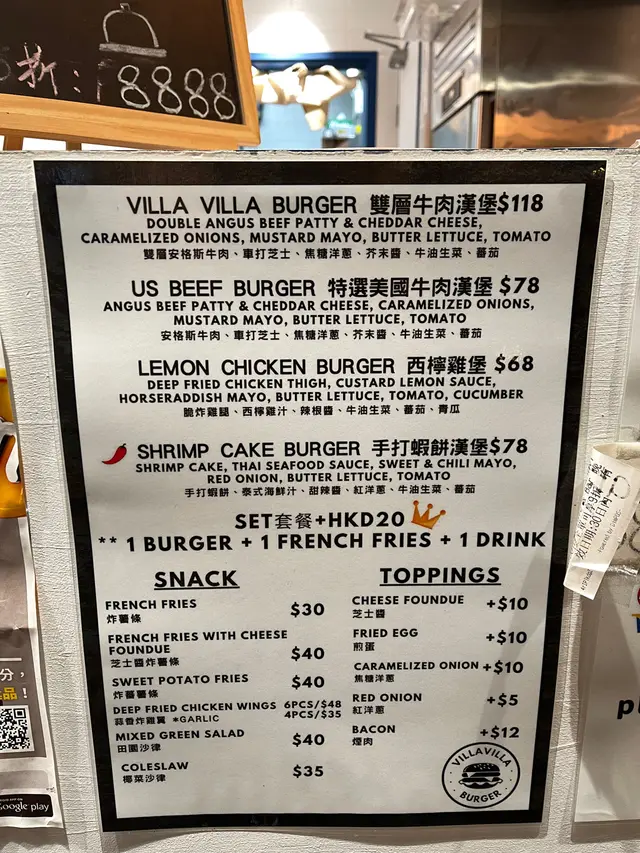 折：8888
VILLA VILLA BURGER 雙層牛肉漢堡$118
DOUBLE ANGUS BEEF PATTY & CHEDDAR CHEESE,
CARAMELIZED ONIONS, MUSTARD MAYO, BUTTER LETTUCE, TOMATO
雙層安格斯牛肉、車打芝士、焦糖洋蔥、芥末醬、牛油生菜、蕃茄
US BEEF BURGER 特選美國牛肉漢堡 $78
ANGUS BEEF PATTY & CHEDDAR CHEESE, CARAMELIZED ONIONS,
MUSTARD MAYO, BUTTER LETTUCE, TOMATO
安格斯牛肉、車打芝士、焦糖洋蔥、芥末醬、牛油生菜、蕃茄
LEMON CHICKEN BURGER 西檸雞堡 $68
DEEP FRIED CHICKEN THIGH, CUSTARD LEMON SAUCE,
HORSERADDISH MAYO, BUTTER LETTUCE, TOMATO, CUCUMBER
脆炸雞腿、西檸雞汁、辣根醬、牛油生菜、蕃茄、青瓜
SHRIMP CAKE BURGER 手打蝦餅漢堡$78
SHRIMP CAKE, THAI SEAFOOD SAUCE, SWEET & CHILI MAYO,
RED ONION, BUTTER LETTUCE, TOMATO
手打蝦餅、泰式海鮮汁、甜辣醬、紅洋蔥、牛油生菜、蕃茄
SET套餐+HKD20
** 1 BURGER + 1 FRENCH FRIES + 1 DRINK
SNACK
FRENCH FRIES $30
炸薯條
FRENCH FRIES WITH CHEESE
FOUNDUE $40
芝士醬炸薯條
SWEET POTATO FRIES $40
炸蕃薯條
DEEP FRIED CHICKEN WINGS 6PCS/$48
蒜香炸雞翼 *GARLIC 4PCS/$35
MIXED GREEN SALAD $40
田園沙律
COLESLAW $35
椰菜沙律
TOPPINGS
CHEESE FOUNDUE +$10
芝士醬
FRIED EGG +$10
煎蛋
CARAMELIZED ONION +$10
焦糖洋蔥
RED ONION +$5
紅洋蔥
BACON +$12
煙肉
VILLAVILLA
BURGER
分，
品！
Google play